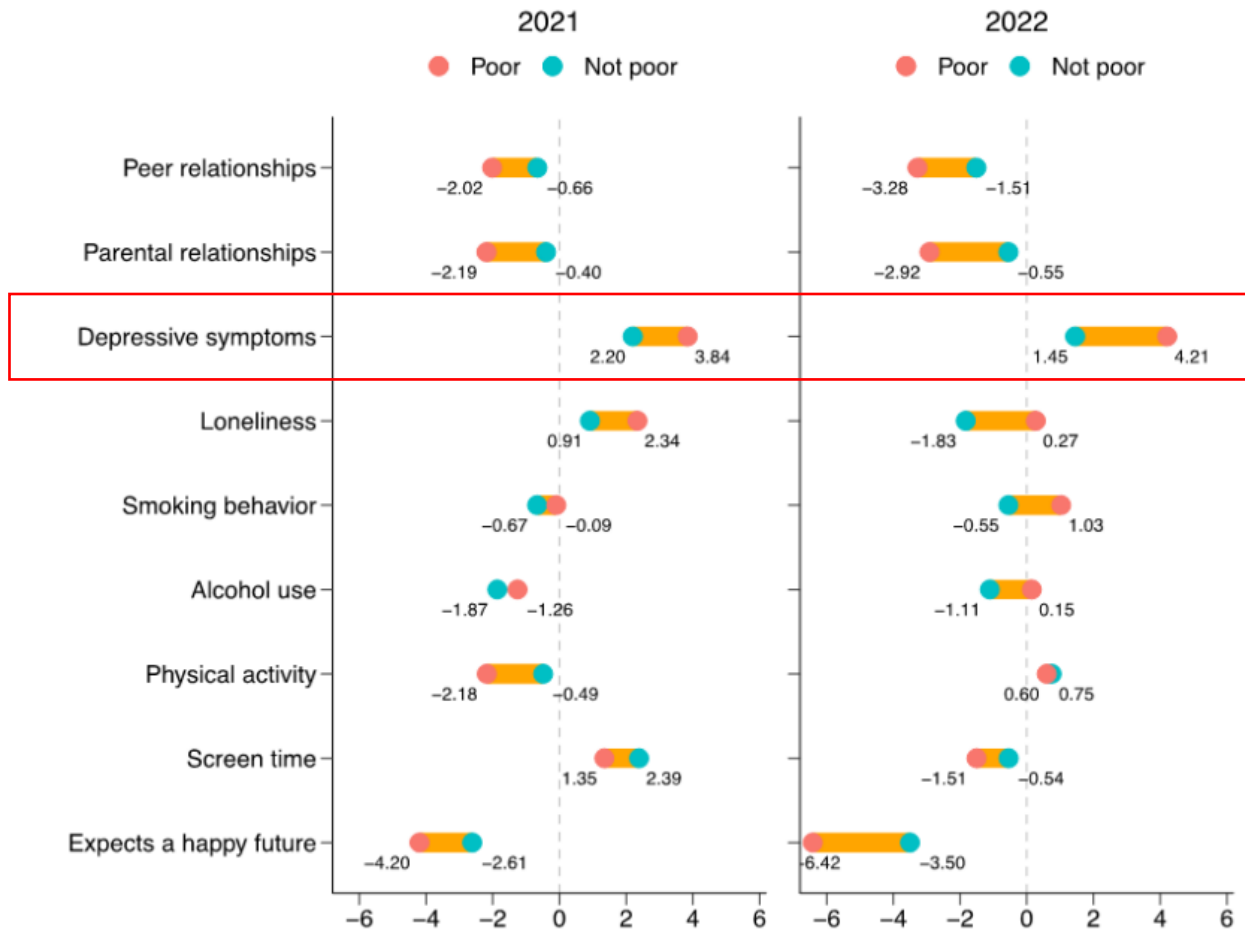 2021 2022
Poor Not poor Poor Not poor
Peer relationships
−2.02 −0.66 −3.28 −1.51
Parental relationships
−2.19 −0.40 −2.92 −0.55
Depressive symptoms
2.20 3.84 1.45 4.21
Loneliness
0.91 2.34 −1.83 0.27
Smoking behavior
−0.67 −0.09 −0.55 1.03
Alcohol use
−1.87 −1.26 −1.11 0.15
Physical activity
−2.18 −0.49 0.60 0.75
Screen time
1.35 2.39 −1.51 −0.54
Expects a happy future
−4.20 −2.61 −6.42 −3.50
−6 −4 −2 0 2 4 6 −6 −4 −2 0 2 4 6